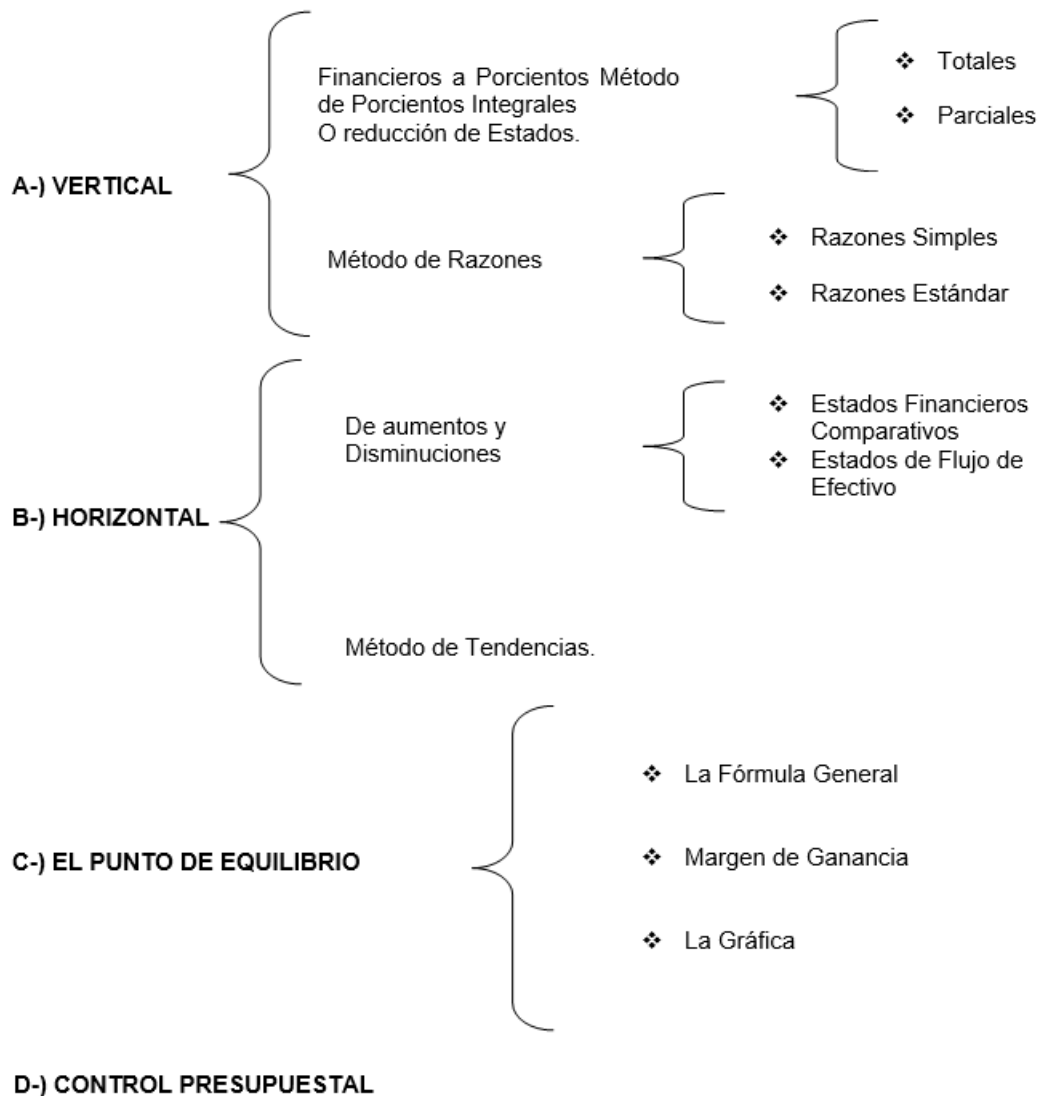 Financieros a Porcientos Método
de Porcientos Integrales
O reducción de Estados.
❖ Totales
❖ Parciales
A-) VERTICAL
Método de Razones
❖ Razones Simples
❖ Razones Estándar
De aumentos y
Disminuciones
❖ Estados Financieros
Comparativos
❖ Estados de Flujo de
Efectivo
B-) HORIZONTAL
Método de Tendencias.
C-) EL PUNTO DE EQUILIBRIO
❖ La Fórmula General
❖ Margen de Ganancia
❖ La Gráfica
D-) CONTROL PRESUPUESTAL